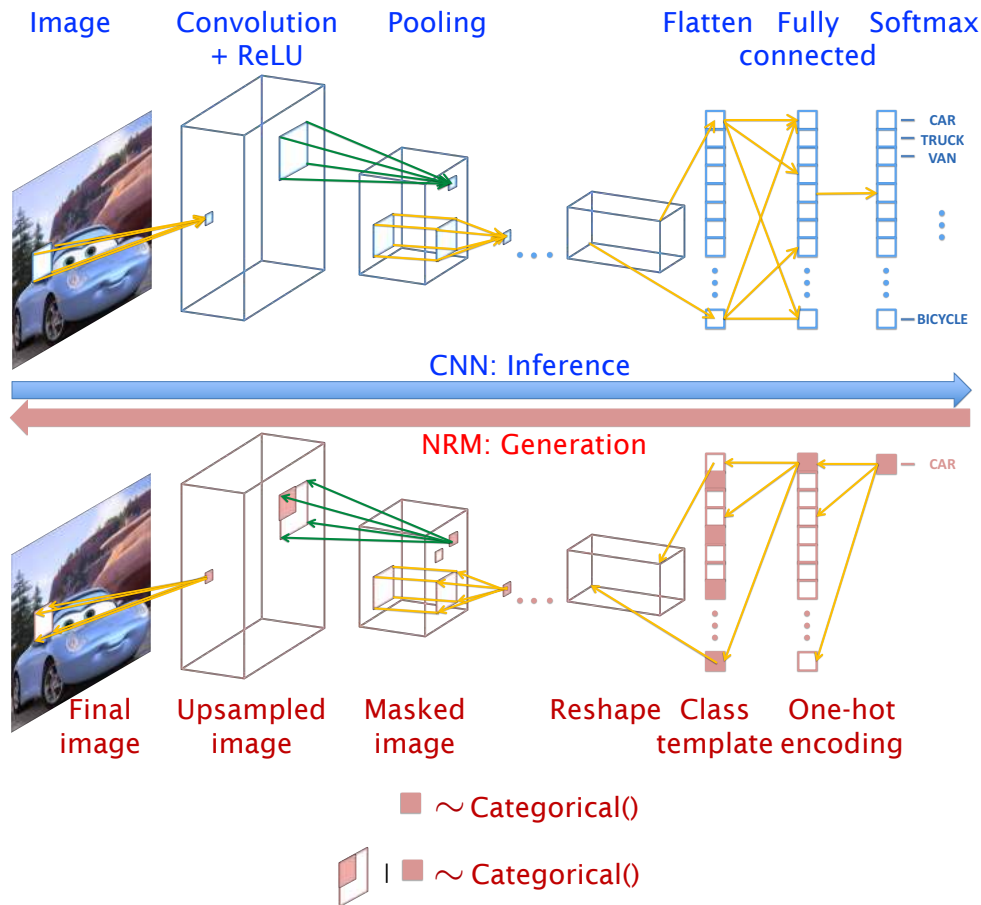 Image
Convolution
+ ReLU
Pooling
Flatten
Fully
connected
Softmax
CAR
TRUCK
VAN
BICYCLE
CNN: Inference
NRM: Generation
CAR
Final
image
Upsampled
image
Masked
image
Reshape
Class
template
One-hot
encoding
~ Categorical()
| ~ Categorical()